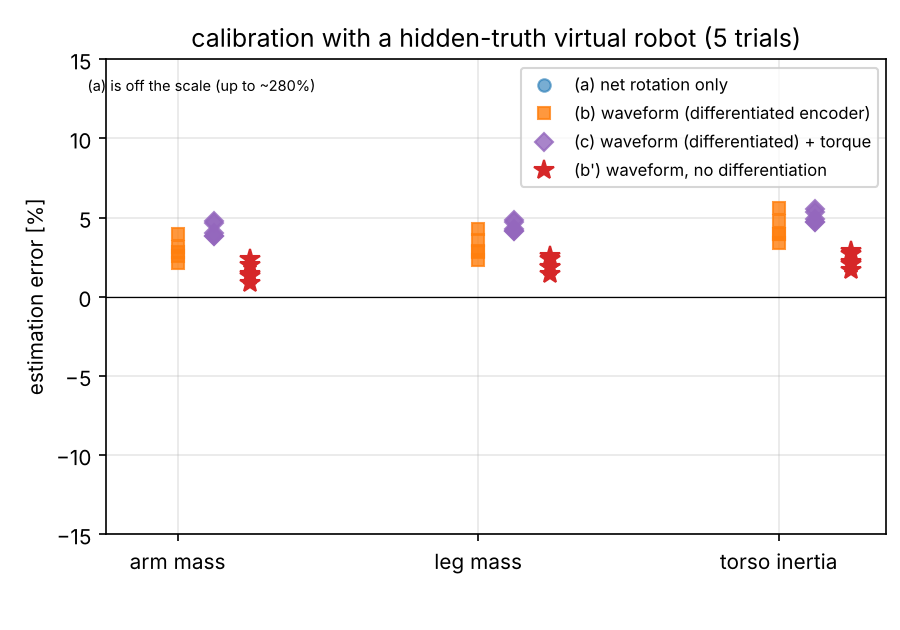 calibration with a hidden-truth virtual robot (5 trials)
(a) is off the scale (up to ~280%)
(a) net rotation only
(b) waveform (differentiated encoder)
(c) waveform (differentiated) + torque
(b') waveform, no differentiation
estimation error [%]
15
10
5
0
−5
−10
−15
arm mass
leg mass
torso inertia